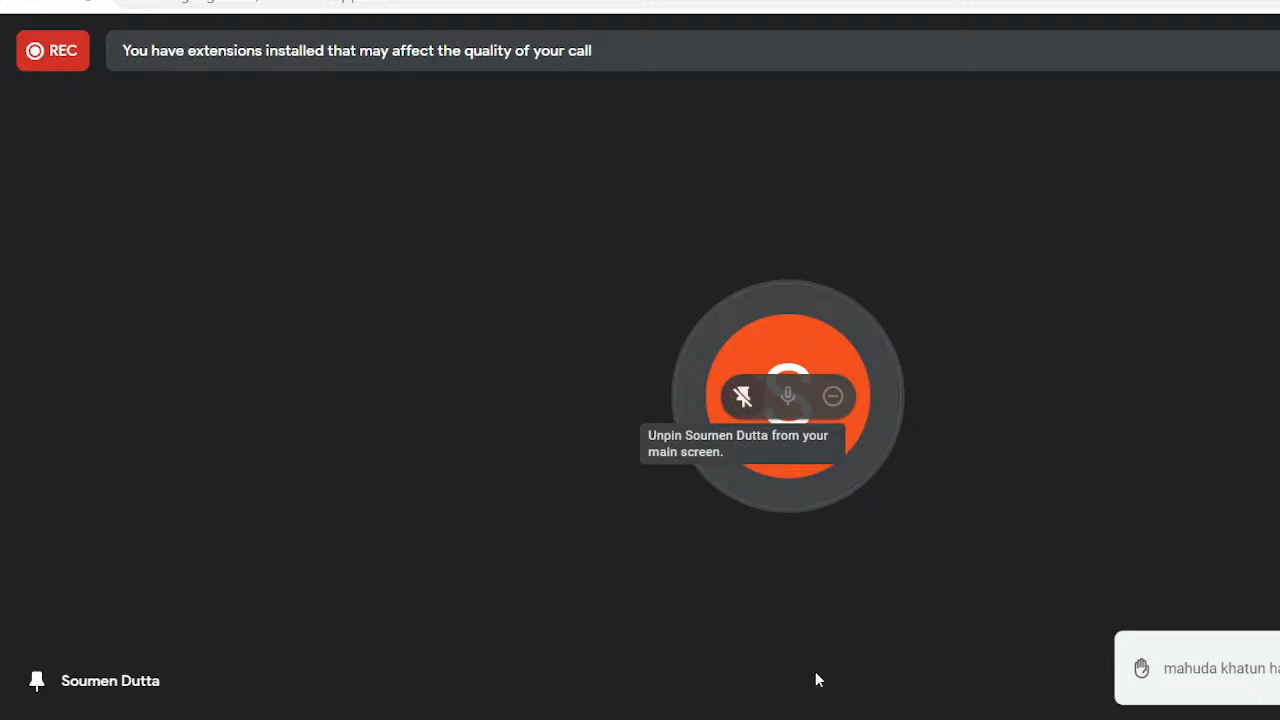 REC
You have extensions installed that may affect the quality of your call
S
Unpin Soumen Dutta from your
main screen.
Soumen Dutta
mahuda khatun